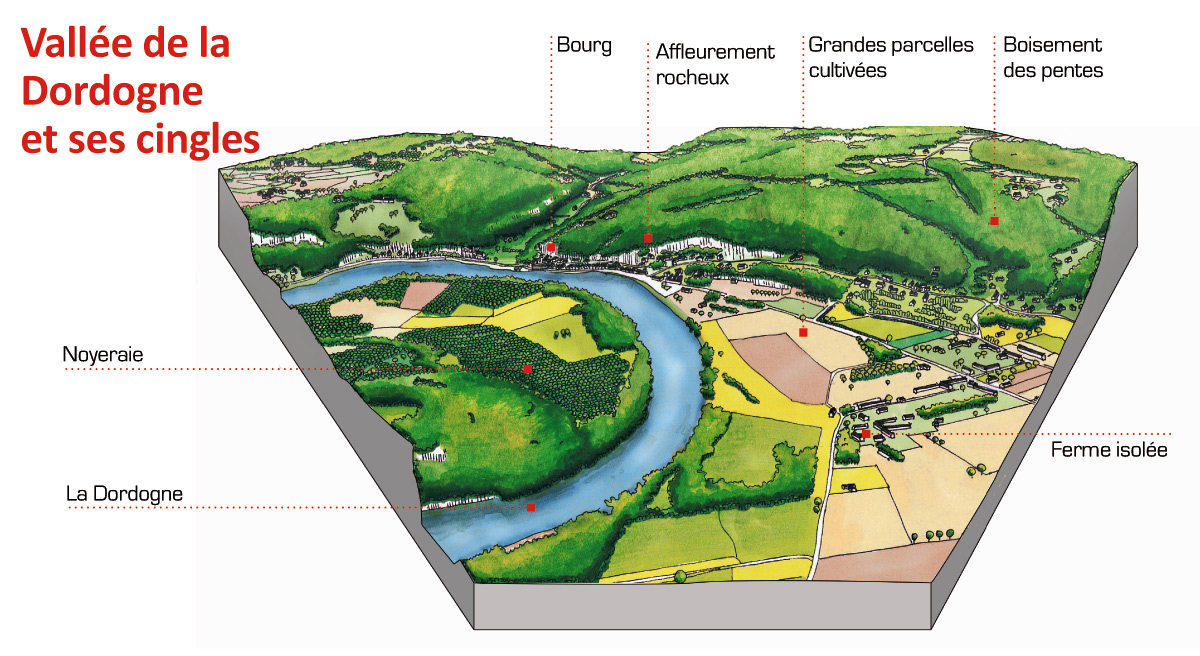 Vallée de la
Dordogne
et ses cingles
Bourg
Affleurement
rocheux
Grandes parcelles
cultivées
Boisement
des pentes
Noyeraie
La Dordogne
Ferme isolée